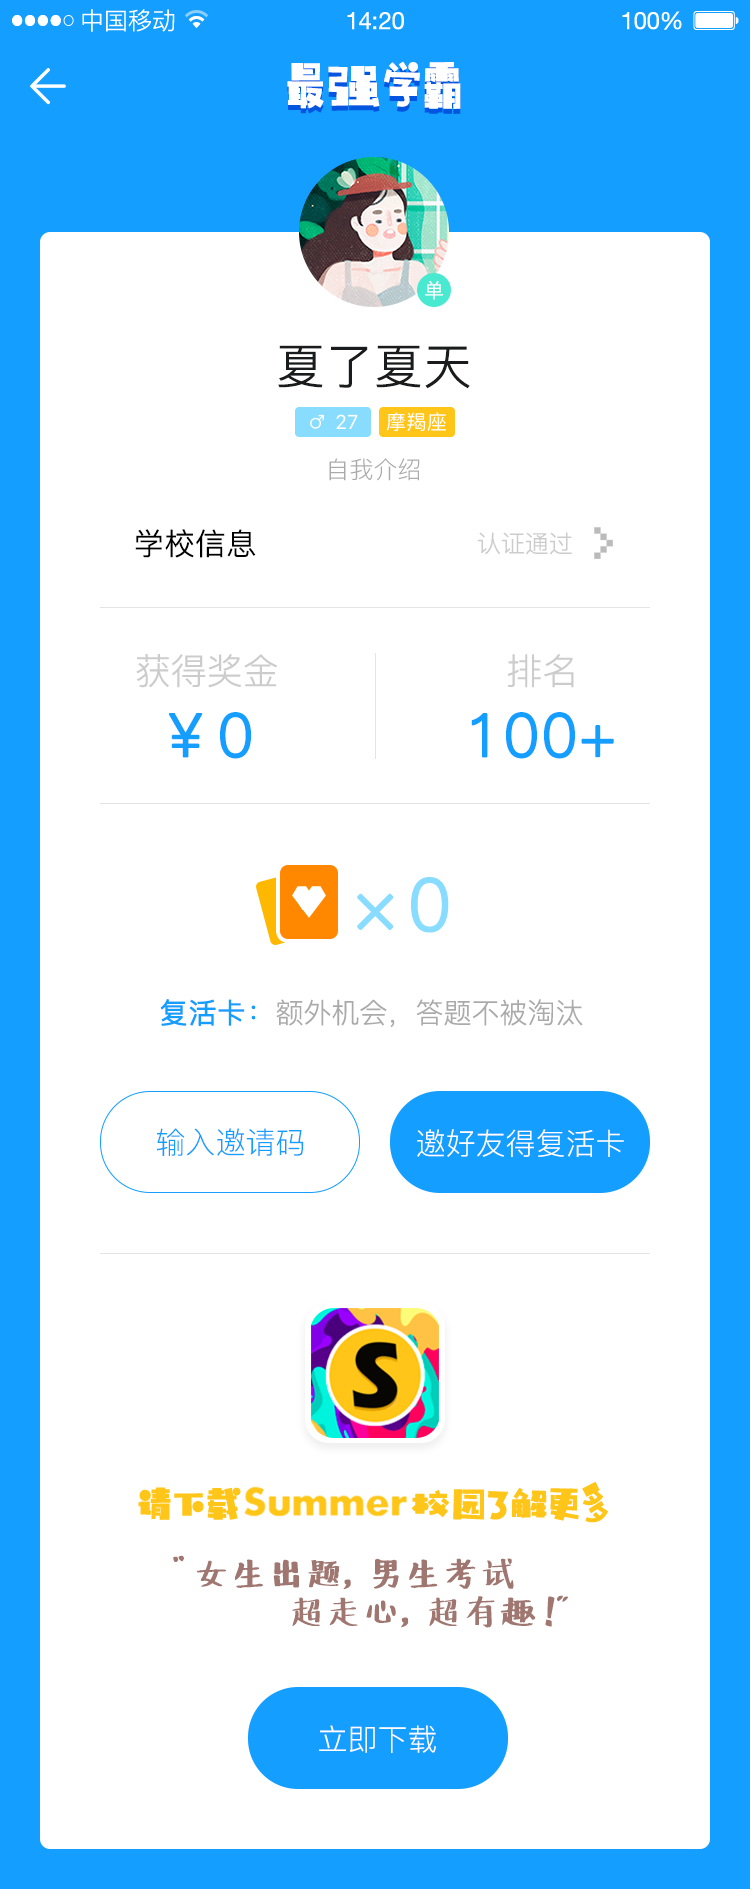 中国移动 14:20 100%
最强学霸
单
夏了夏天
♂ 27 摩羯座
自我介绍
学校信息 认证通过
获得奖金 排名
¥0 100+
×0
复活卡：额外机会，答题不被淘汰
输入邀请码 邀好友得复活卡
S
请下载Summer校园了解更多
"女生出题，男生考试
超走心，超有趣！"
立即下载